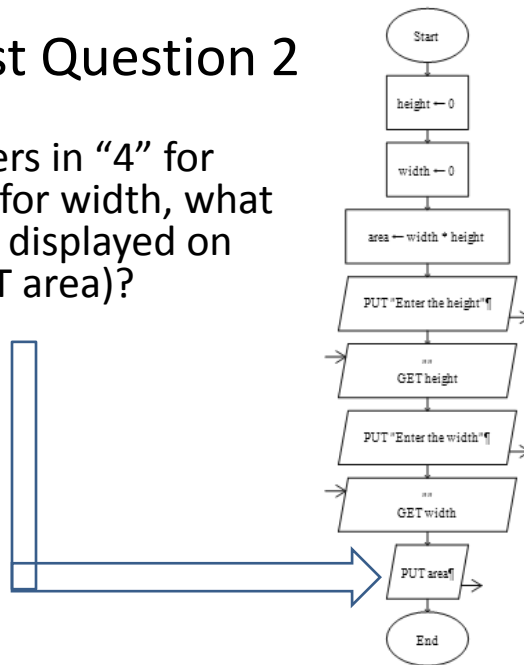 st Question 2
ers in “4” for
for width, what
displayed on
T area)?
Start
height ← 0
width ← 0
area ← width * height
PUT "Enter the height"¶
""
GET height
PUT "Enter the width"¶
""
GET width
PUT area¶
End